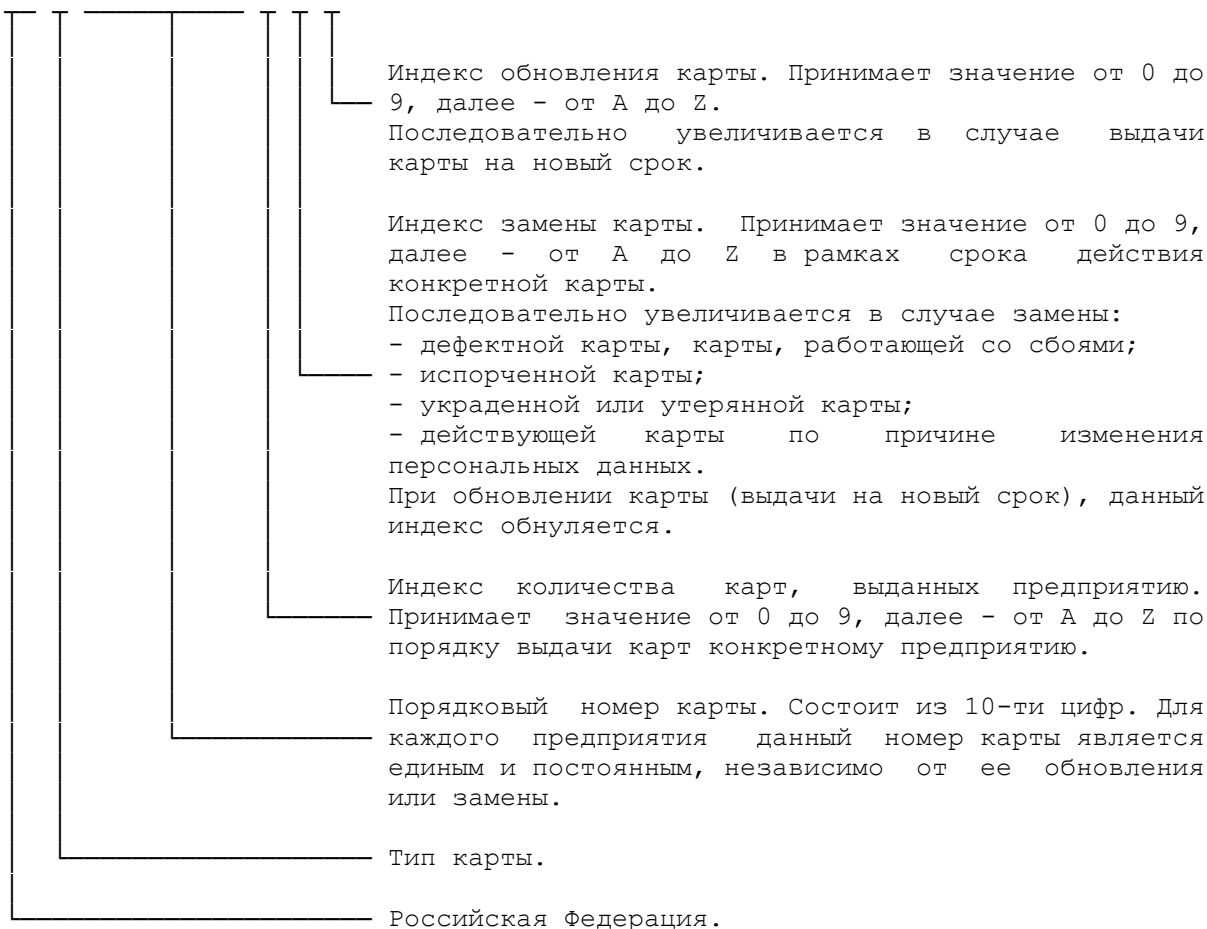 Индекс обновления карты. Принимает значение от 0 до
9, далее - от A до Z.
Последовательно увеличивается в случае выдачи
карты на новый срок.
Индекс замены карты. Принимает значение от 0 до 9,
далее - от A до Z в рамках срока действия
конкретной карты.
Последовательно увеличивается в случае замены:
- дефектной карты, карты, работающей со сбоями;
- испорченной карты;
- украденной или утерянной карты;
- действующей карты по причине изменения
персональных данных.
При обновлении карты (выдачи на новый срок), данный
индекс обнуляется.
Индекс количества карт, выданных предприятию.
Принимает значение от 0 до 9, далее - от A до Z по
порядку выдачи карт конкретному предприятию.
Порядковый номер карты. Состоит из 10-ти цифр. Для
каждого предприятия данный номер карты является
единым и постоянным, независимо от ее обновления
или замены.
Тип карты.
Российская Федерация.